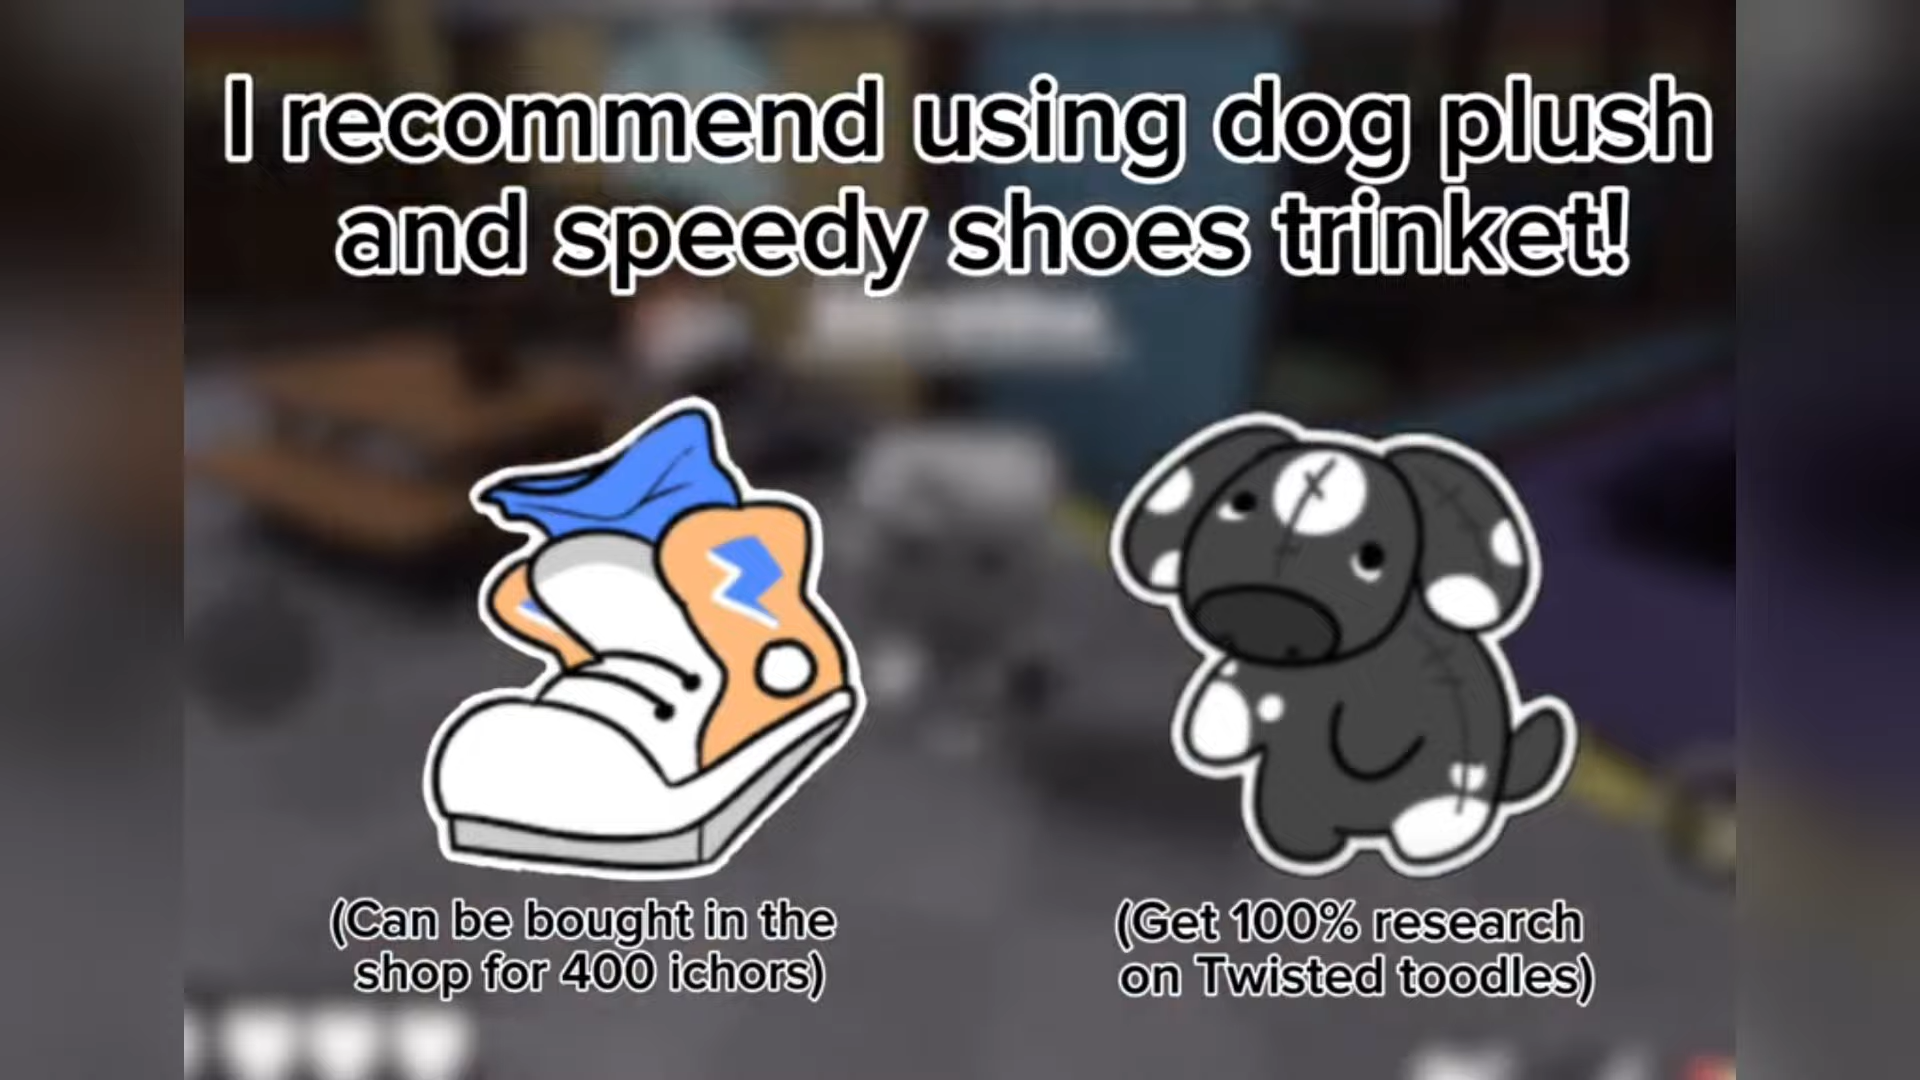 I recommend using dog plush
and speedy shoes trinket!
(Can be bought in the
shop for 400 ichors)
(Get 100% research
on Twisted toodles)